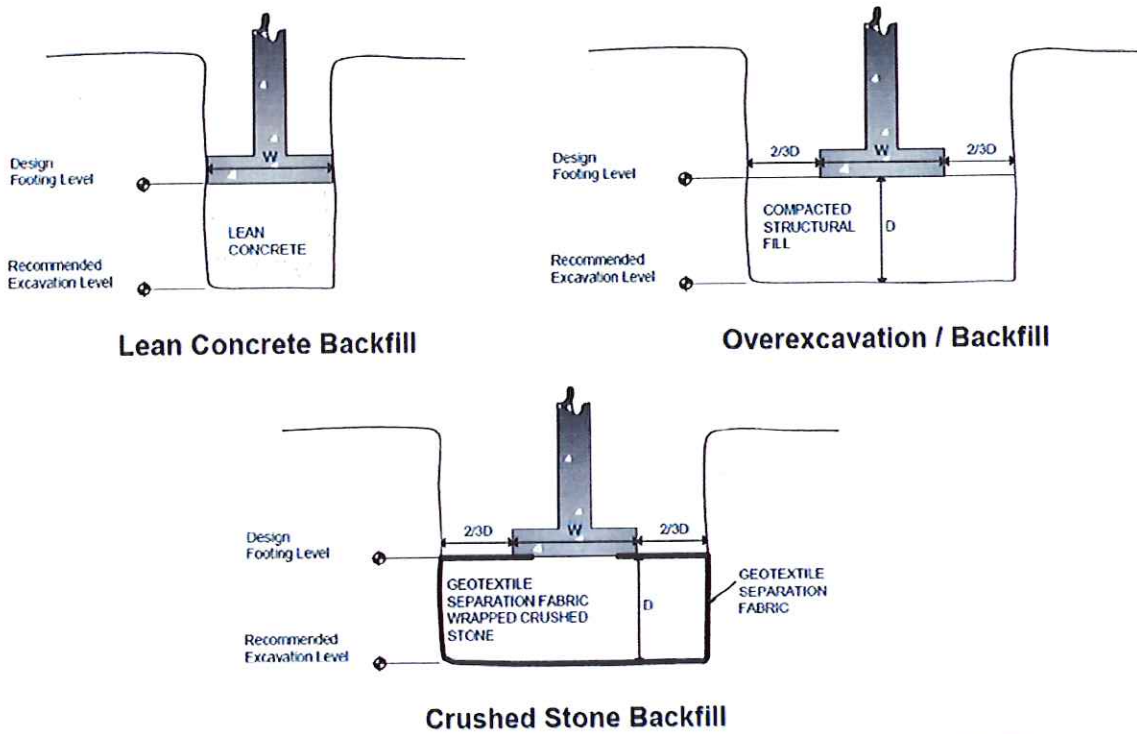 W
Design
Footing Level
LEAN
CONCRETE
Recommended
Excavation Level
Lean Concrete Backfill
2/3D
W
2/3D
Design
Footing Level
COMPACTED
STRUCTURAL
FILL
D
Recommended
Excavation Level
Overexcavation / Backfill
2/3D
W
2/3D
Design
Footing Level
GEOTEXTILE
SEPARATION FABRIC
WRAPPED CRUSHED
STONE
D
GEOTEXTILE
SEPARATION
FABRIC
Recommended
Excavation Level
Crushed Stone Backfill